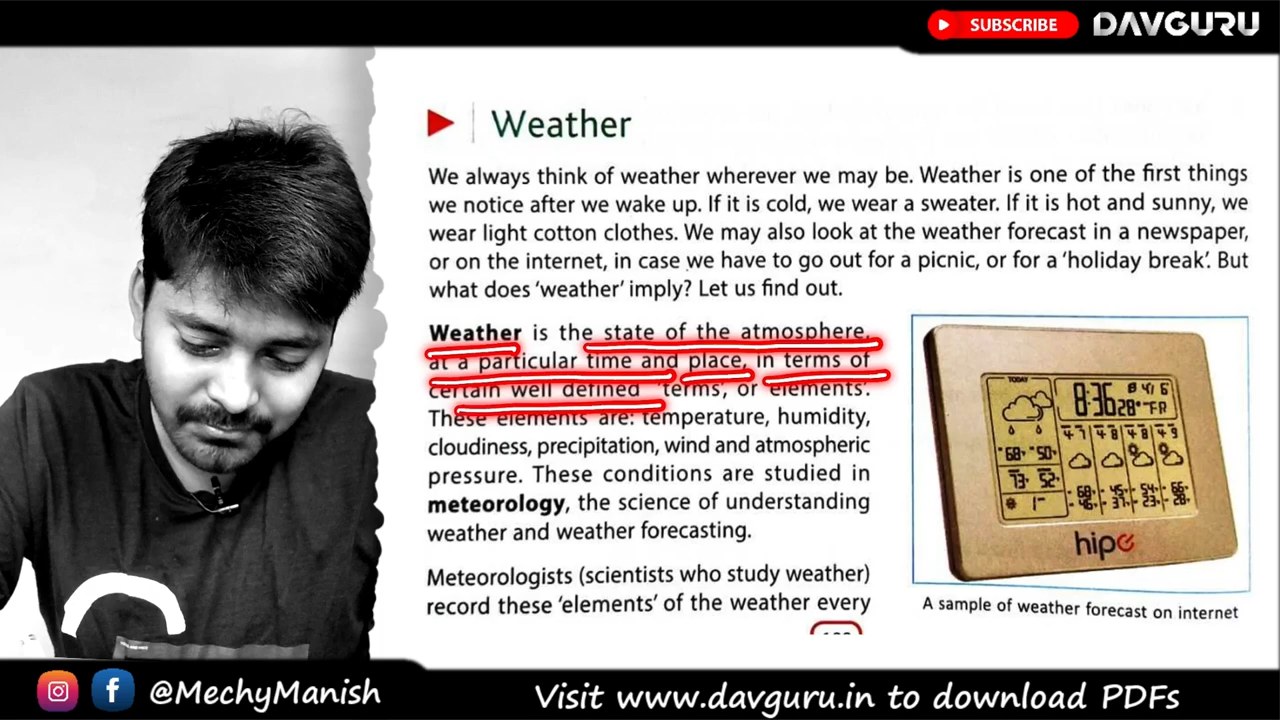 SUBSCRIBE DAVGURU
Weather
We always think of weather wherever we may be. Weather is one of the first things
we notice after we wake up. If it is cold, we wear a sweater. If it is hot and sunny, we
wear light cotton clothes. We may also look at the weather forecast in a newspaper,
or on the internet, in case we have to go out for a picnic, or for a 'holiday break'. But
what does 'weather' imply? Let us find out.
Weather is the state of the atmosphere,
at a particular time and place, in terms of
certain well defined 'terms', or 'elements'.
These elements are: temperature, humidity,
cloudiness, precipitation, wind and atmospheric
pressure. These conditions are studied in
meteorology, the science of understanding
weather and weather forecasting.
Meteorologists (scientists who study weather)
record these 'elements' of the weather every
TODAY
8:36
28°FR
hip
A sample of weather forecast on internet
@MechyManish
Visit www.davguru.in to download PDFs